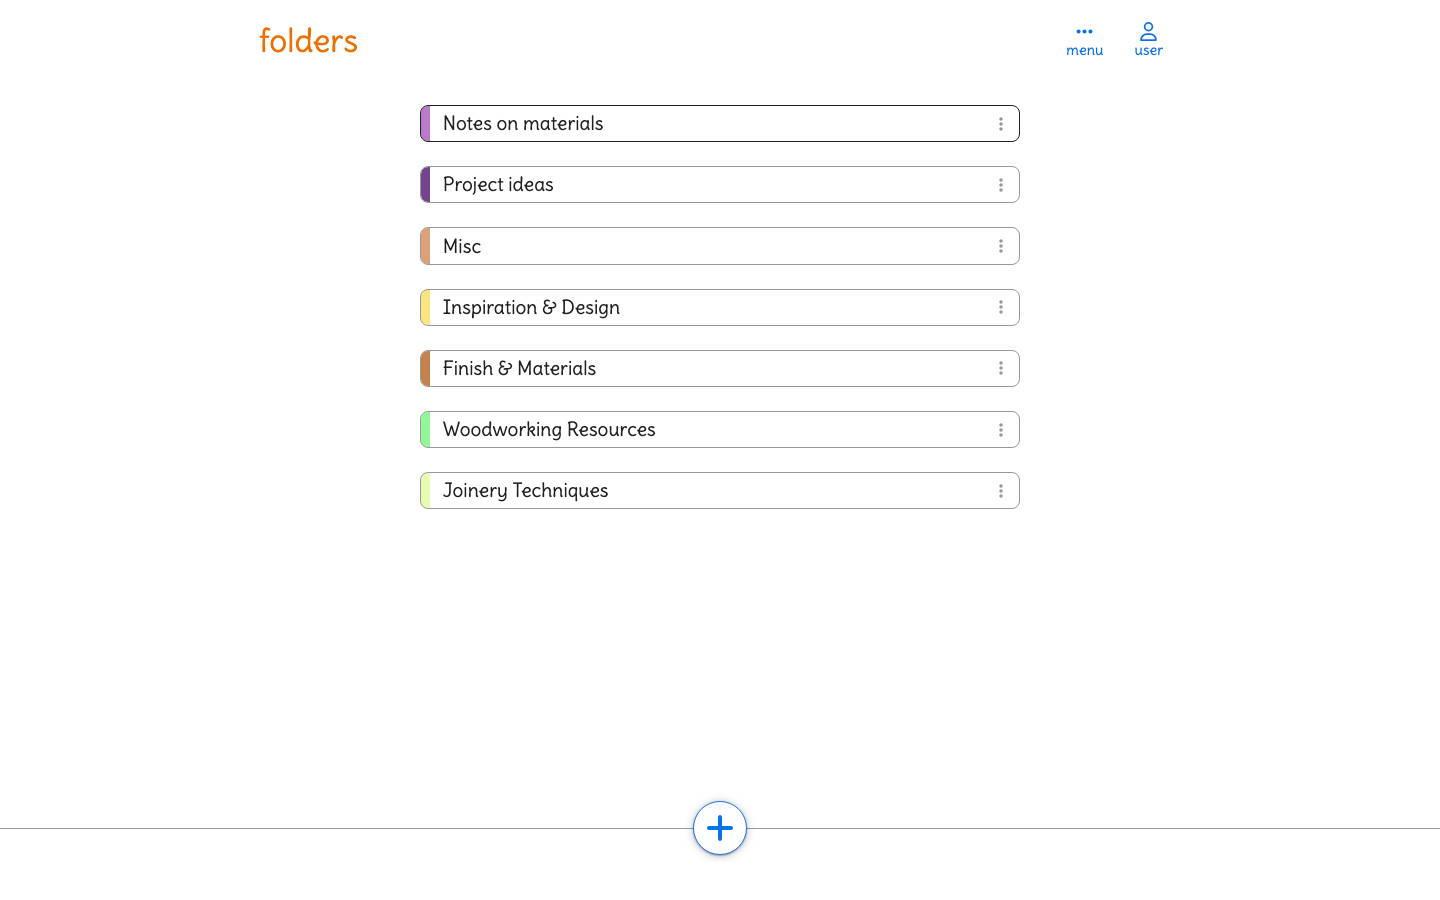 folders
menu
user
Notes on materials
Project ideas
Misc
Inspiration & Design
Finish & Materials
Woodworking Resources
Joinery Techniques